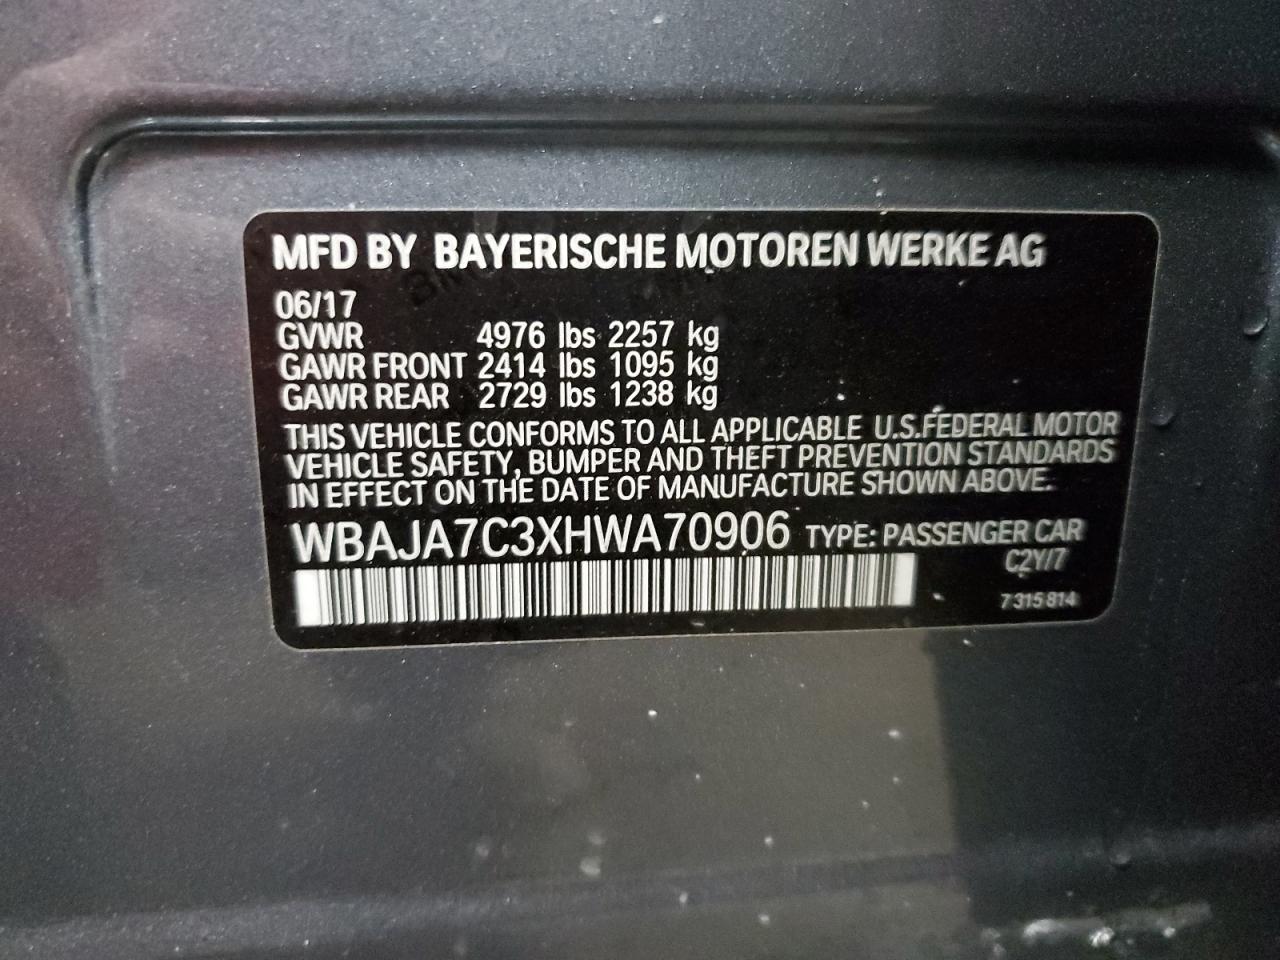 MFD BY BAYERISCHE MOTOREN WERKE AG
06/17
GVWR 4976 lbs 2257 kg
GAWR FRONT 2414 lbs 1095 kg
GAWR REAR 2729 lbs 1238 kg
THIS VEHICLE CONFORMS TO ALL APPLICABLE U.S.FEDERAL MOTOR
VEHICLE SAFETY, BUMPER AND THEFT PREVENTION STANDARDS
IN EFFECT ON THE DATE OF MANUFACTURE SHOWN ABOVE.
WBAJA7C3XHWA70906 TYPE: PASSENGER CAR
C2Y/7
7 315 814